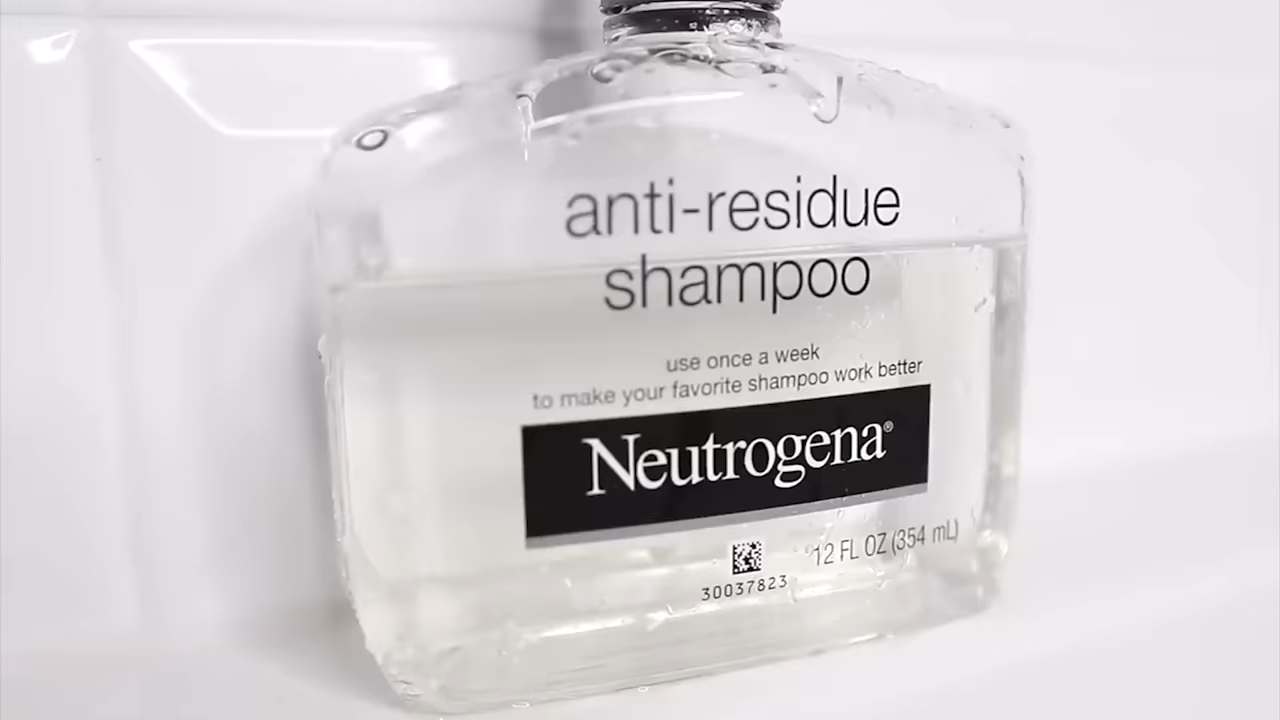 anti-residue
shampoo
use once a week
to make your favorite shampoo work better
Neutrogena®
12 FL OZ (354 mL)
30037823